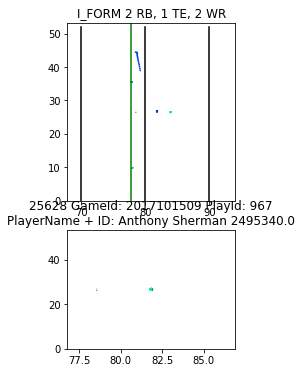 I_FORM 2 RB, 1 TE, 2 WR
50
40
30
20
10
0
70 80 90
25628 GameId: 2017101509 PlayId: 967
PlayerName + ID: Anthony Sherman 2495340.0
40
20
0
77.5 80.0 82.5 85.0